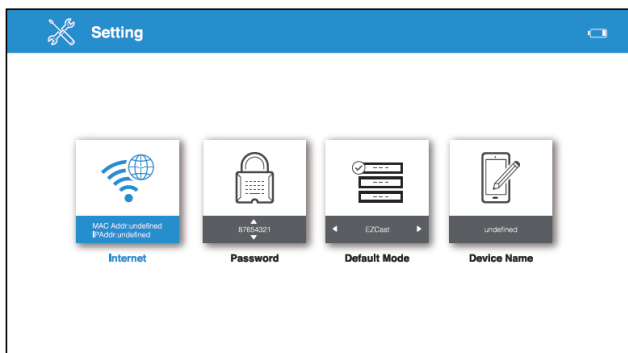 Setting
MAC Addr:undefined
IPAddr:undefined
87654321
EZCast
undefined
Internet
Password
Default Mode
Device Name